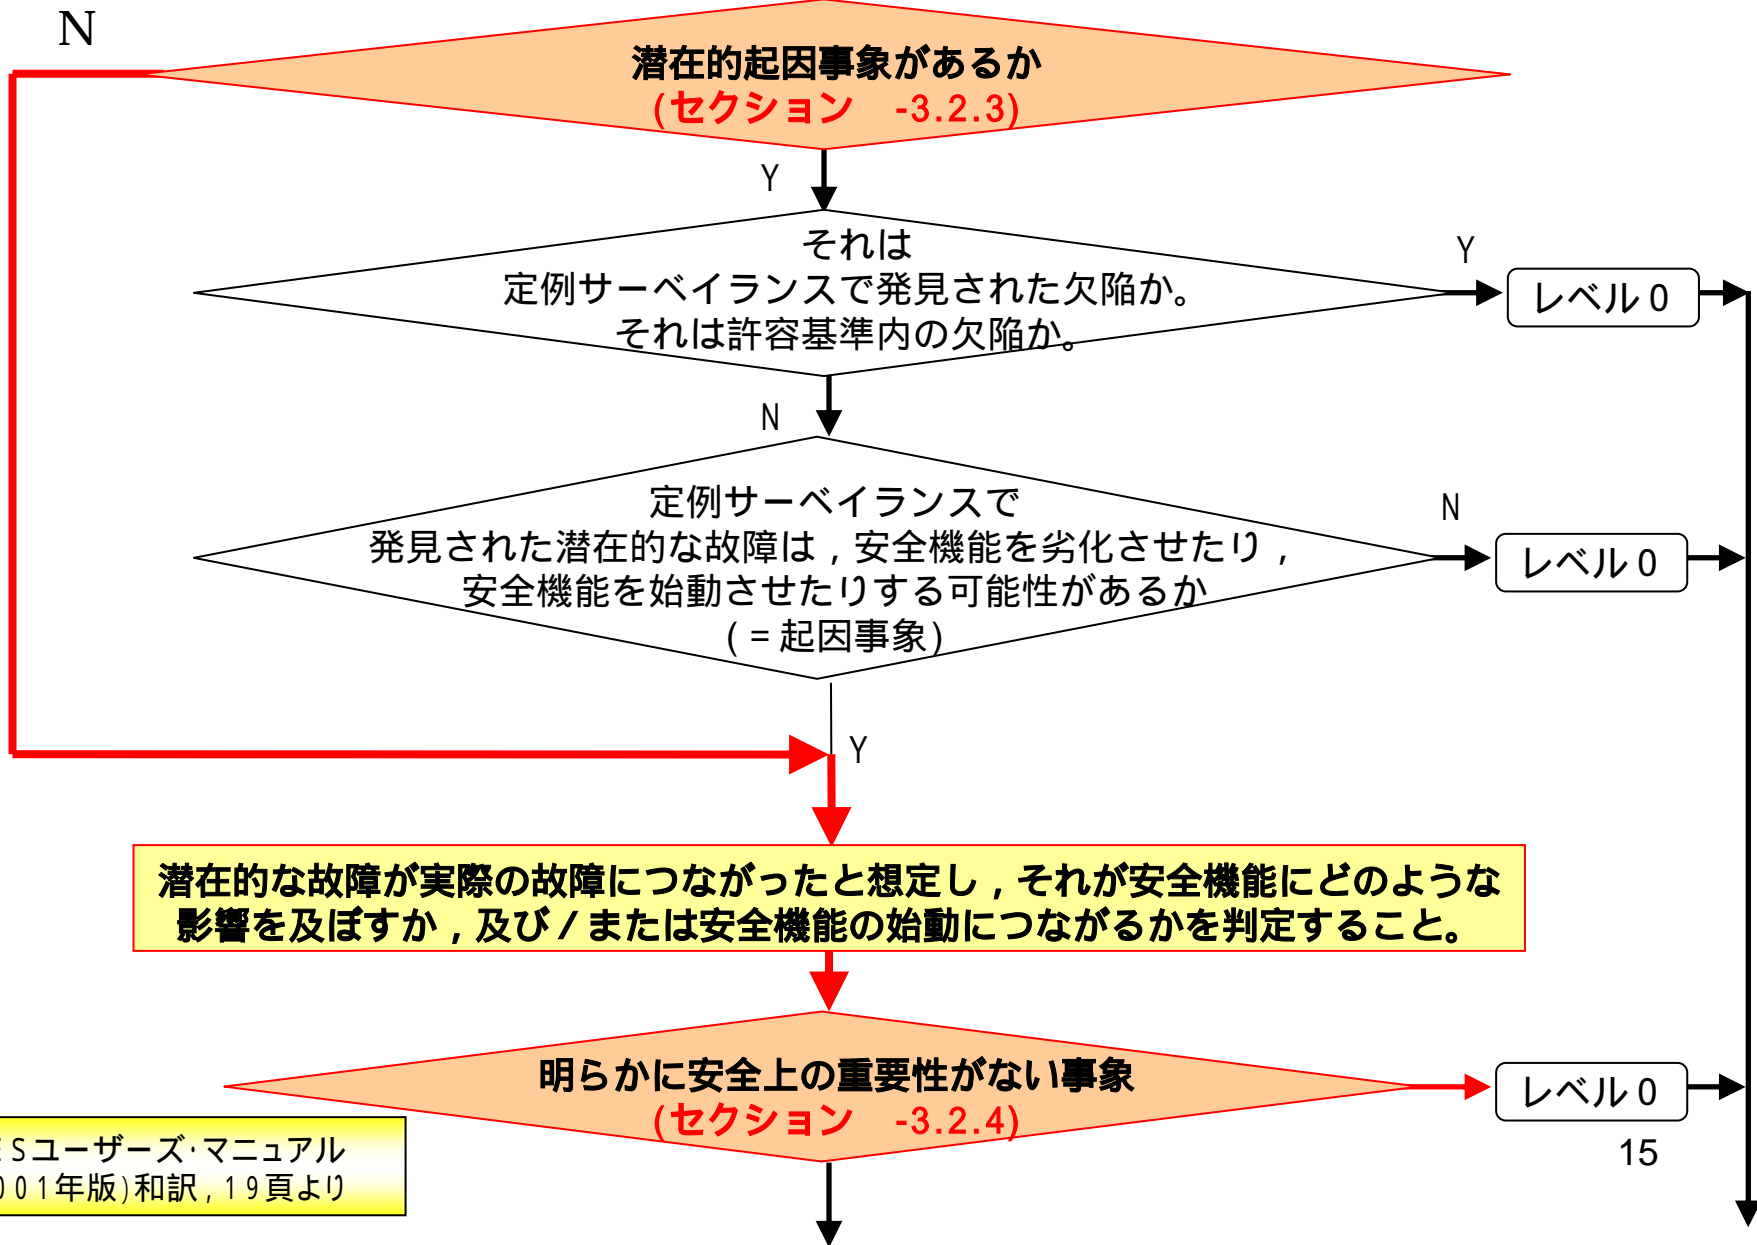 N
潜在的起因事象があるか
(セクション　-3.2.3)
Y
それは
定例サーベイランスで発見された欠陥か。
それは許容基準内の欠陥か。
Y
レベル0
N
定例サーベイランスで
発見された潜在的な故障は，安全機能を劣化させたり，
安全機能を始動させたりする可能性があるか
(＝起因事象)
N
レベル0
Y
潜在的な故障が実際の故障につながったと想定し，それが安全機能にどのような
影響を及ぼすか，及び／または安全機能の始動につながるかを判定すること。
明らかに安全上の重要性がない事象
(セクション　-3.2.4)
レベル0
Sユーザーズ･マニュアル
01年版)和訳，19頁より
15